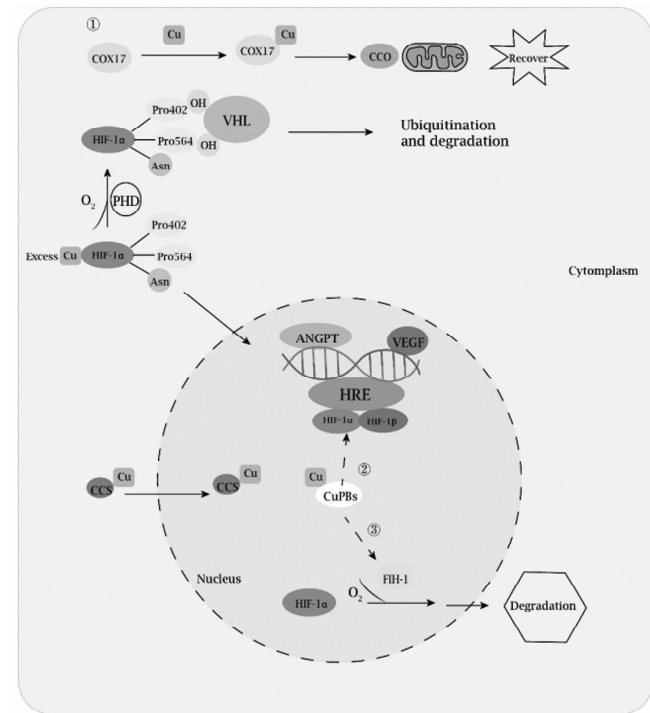 ①
Cu
Cu
COX17
COX17
CCO
Recover
Pro402
OH
VHL
HIF-1α
Pro564
OH
Asn
Ubiquitination
and degradation
O2
PHD
Pro402
Excess
Cu
HIF-1α
Pro564
Asn
Cytomplasm
ANGPT
VEGF
HRE
HIF-1α
HIF-1β
CCS
Cu
CCS
Cu
Cu
②
CuPBs
③
Nucleus
FIH-1
O2
HIF-1α
Degradation